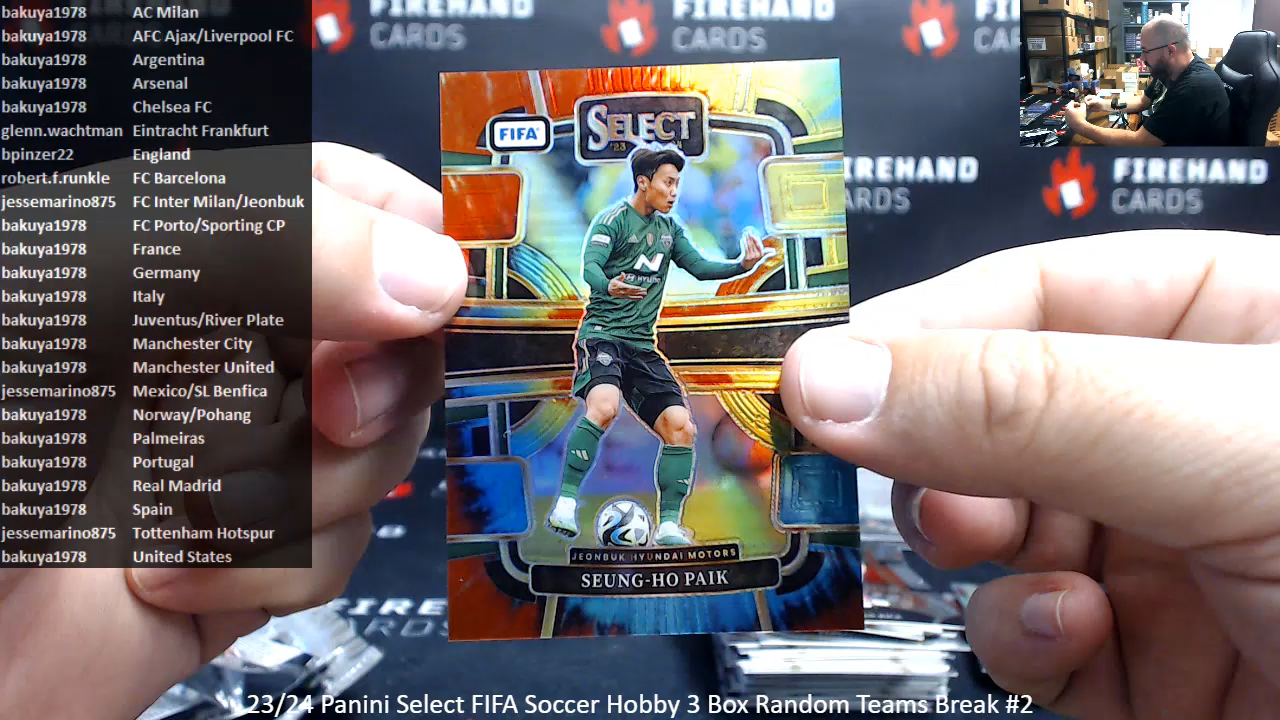 bakuya1978 AC Milan
bakuya1978 AFC Ajax/Liverpool FC
bakuya1978 Argentina
bakuya1978 Arsenal
bakuya1978 Chelsea FC
glenn.wachtman Eintracht Frankfurt
bpinzer22 England
robert.f.runkle FC Barcelona
jessemarino875 FC Inter Milan/Jeonbuk
bakuya1978 FC Porto/Sporting CP
bakuya1978 France
bakuya1978 Germany
bakuya1978 Italy
bakuya1978 Juventus/River Plate
bakuya1978 Manchester City
bakuya1978 Manchester United
jessemarino875 Mexico/SL Benfica
bakuya1978 Norway/Pohang
bakuya1978 Palmeiras
bakuya1978 Portugal
bakuya1978 Real Madrid
bakuya1978 Spain
jessemarino875 Tottenham Hotspur
bakuya1978 United States
FIREHAND
CARDS
FIREHAND
CARDS
FIREHAND
CARDS
FIREHAND
CARDS
FIFA
SELECT
N
HYUNDAI
JEONBUK HYUNDAI MOTORS
SEUNG-HO PAIK
23/24 Panini Select FIFA Soccer Hobby 3 Box Random Teams Break #2